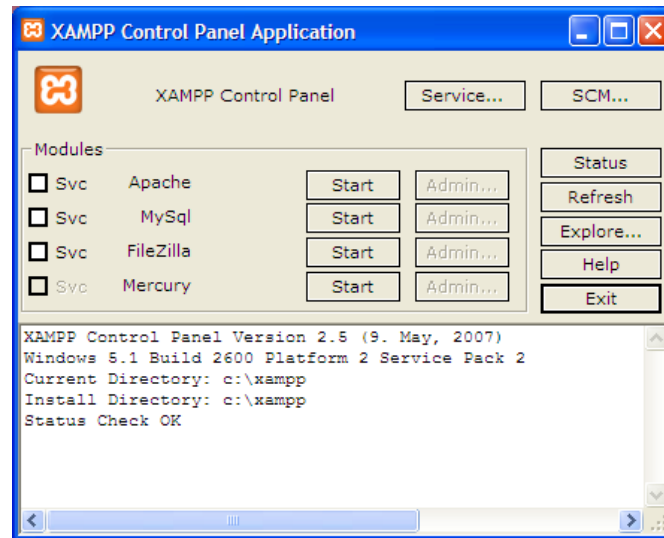 XAMPP Control Panel Application
XAMPP Control Panel Service... SCM...
Modules
Status
Svc Apache Start Admin...
Refresh
Svc MySql Start Admin...
Explore...
Svc FileZilla Start Admin...
Help
Svc Mercury Start Admin...
Exit
XAMPP Control Panel Version 2.5 (9. May, 2007)
Windows 5.1 Build 2600 Platform 2 Service Pack 2
Current Directory: c:\xampp
Install Directory: c:\xampp
Status Check OK